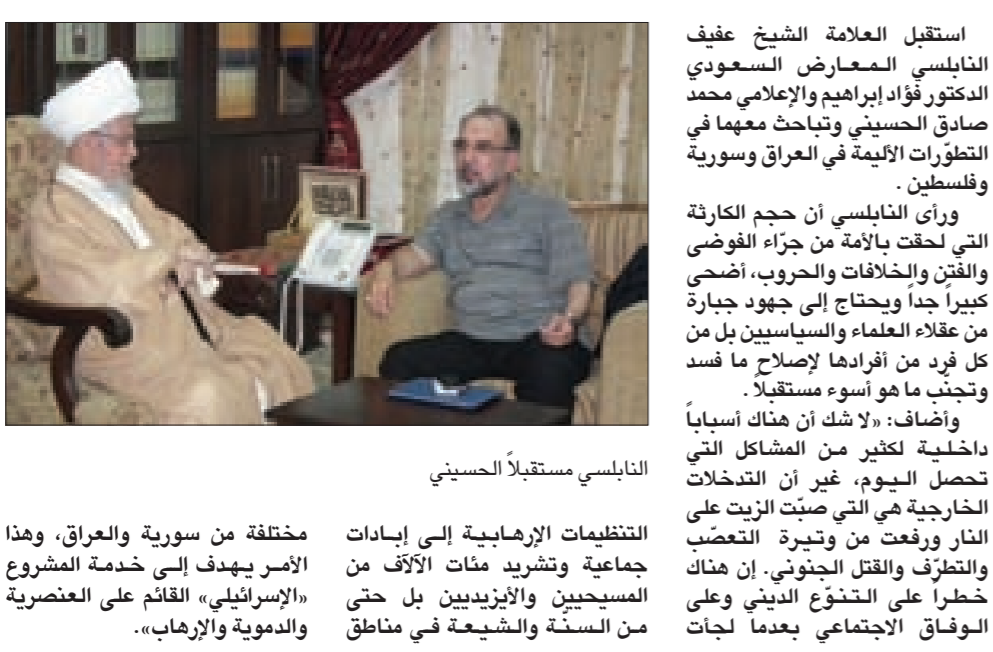 استقبل العلامة الشيخ عفيف
النابلسي المعارض السعودي
الدكتور فؤاد إبراهيم والإعلامي محمد
صادق الحسيني وتباحث معهما في
التطوّرات الأليمة في العراق وسورية
وفلسطين .
ورأى النابلسي أن حجم الكارثة
التي لحقت بالأمة من جرّاء الفوضى
والفتن والخلافات والحروب، أضحى
كبيراً جداً ويحتاج إلى جهود جبارة
من عقلاء العلماء والسياسيين بل من
كل فرد من أفرادها لإصلاح ما فسد
وتجنّب ما هو أسوء مستقبلاً .
وأضاف: «لا شك أن هناك أسباباً
داخلية لكثير من المشاكل التي
تحصل اليوم، غير أن التدخلات
الخارجية هي التي صبّت الزيت على
النار ورفعت من وتيرة التعصّب
والتطرّف والقتل الجنوني. إن هناك
خطراً على التنوّع الديني وعلى
الوفاق الاجتماعي بعدما لجأت
النابلسي مستقبلاً الحسيني
التنظيمات الإرهابية إلى إبادات
جماعية وتشريد مئات الآلآف من
المسيحيين والأيزيديين بل حتى
من السنّة والشيعة في مناطق
مختلفة من سورية والعراق، وهذا
الأمر يهدف إلى خدمة المشروع
«الإسرائيلي» القائم على العنصرية
والدموية والإرهاب».